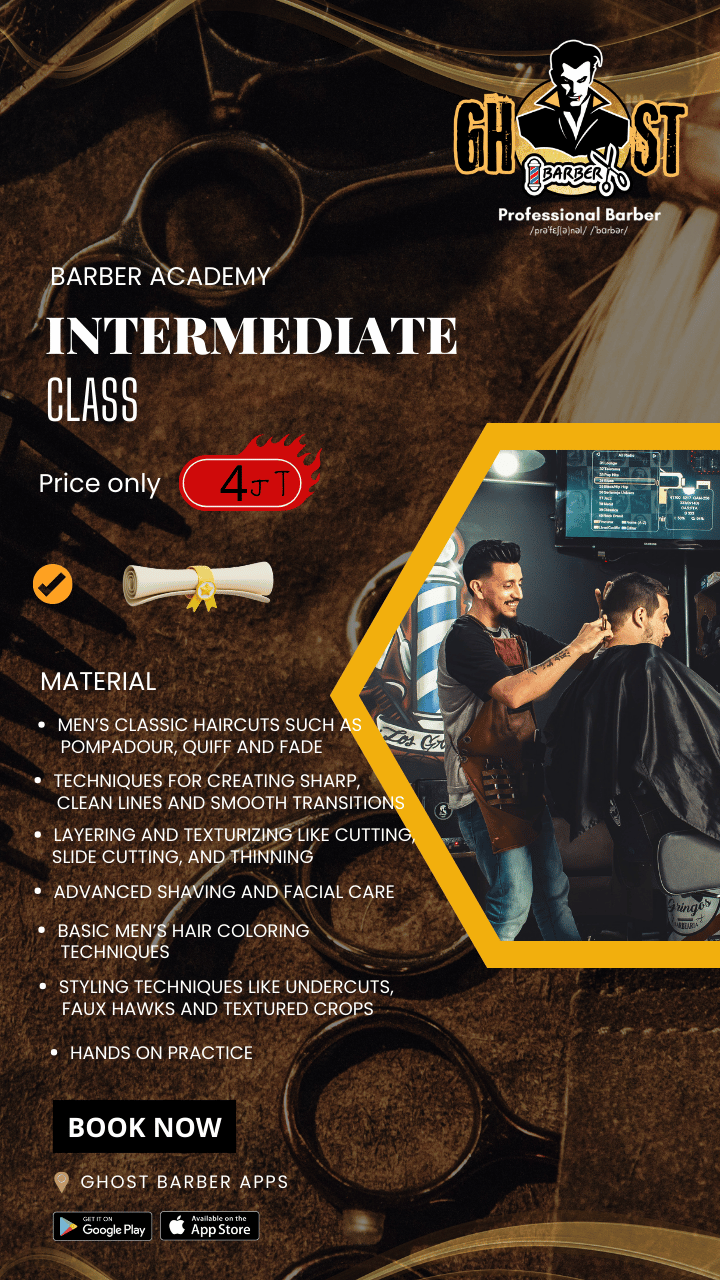 GHOST
BARBER
Professional Barber
/prəˈfɛʃ(ə)nəl/ /ˈbɑrbər/
BARBER ACADEMY
INTERMEDIATE
CLASS
Price only 4JT
MATERIAL
• MEN’S CLASSIC HAIRCUTS SUCH AS
POMPADOUR, QUIFF AND FADE
• TECHNIQUES FOR CREATING SHARP,
CLEAN LINES AND SMOOTH TRANSITIONS
• LAYERING AND TEXTURIZING LIKE CUTTING,
SLIDE CUTTING, AND THINNING
• ADVANCED SHAVING AND FACIAL CARE
• BASIC MEN’S HAIR COLORING
TECHNIQUES
• STYLING TECHNIQUES LIKE UNDERCUTS,
FAUX HAWKS AND TEXTURED CROPS
• HANDS ON PRACTICE
Los
Gringos
BOOK NOW
GHOST BARBER APPS
GET IT ON
Google Play
Available on the
App Store